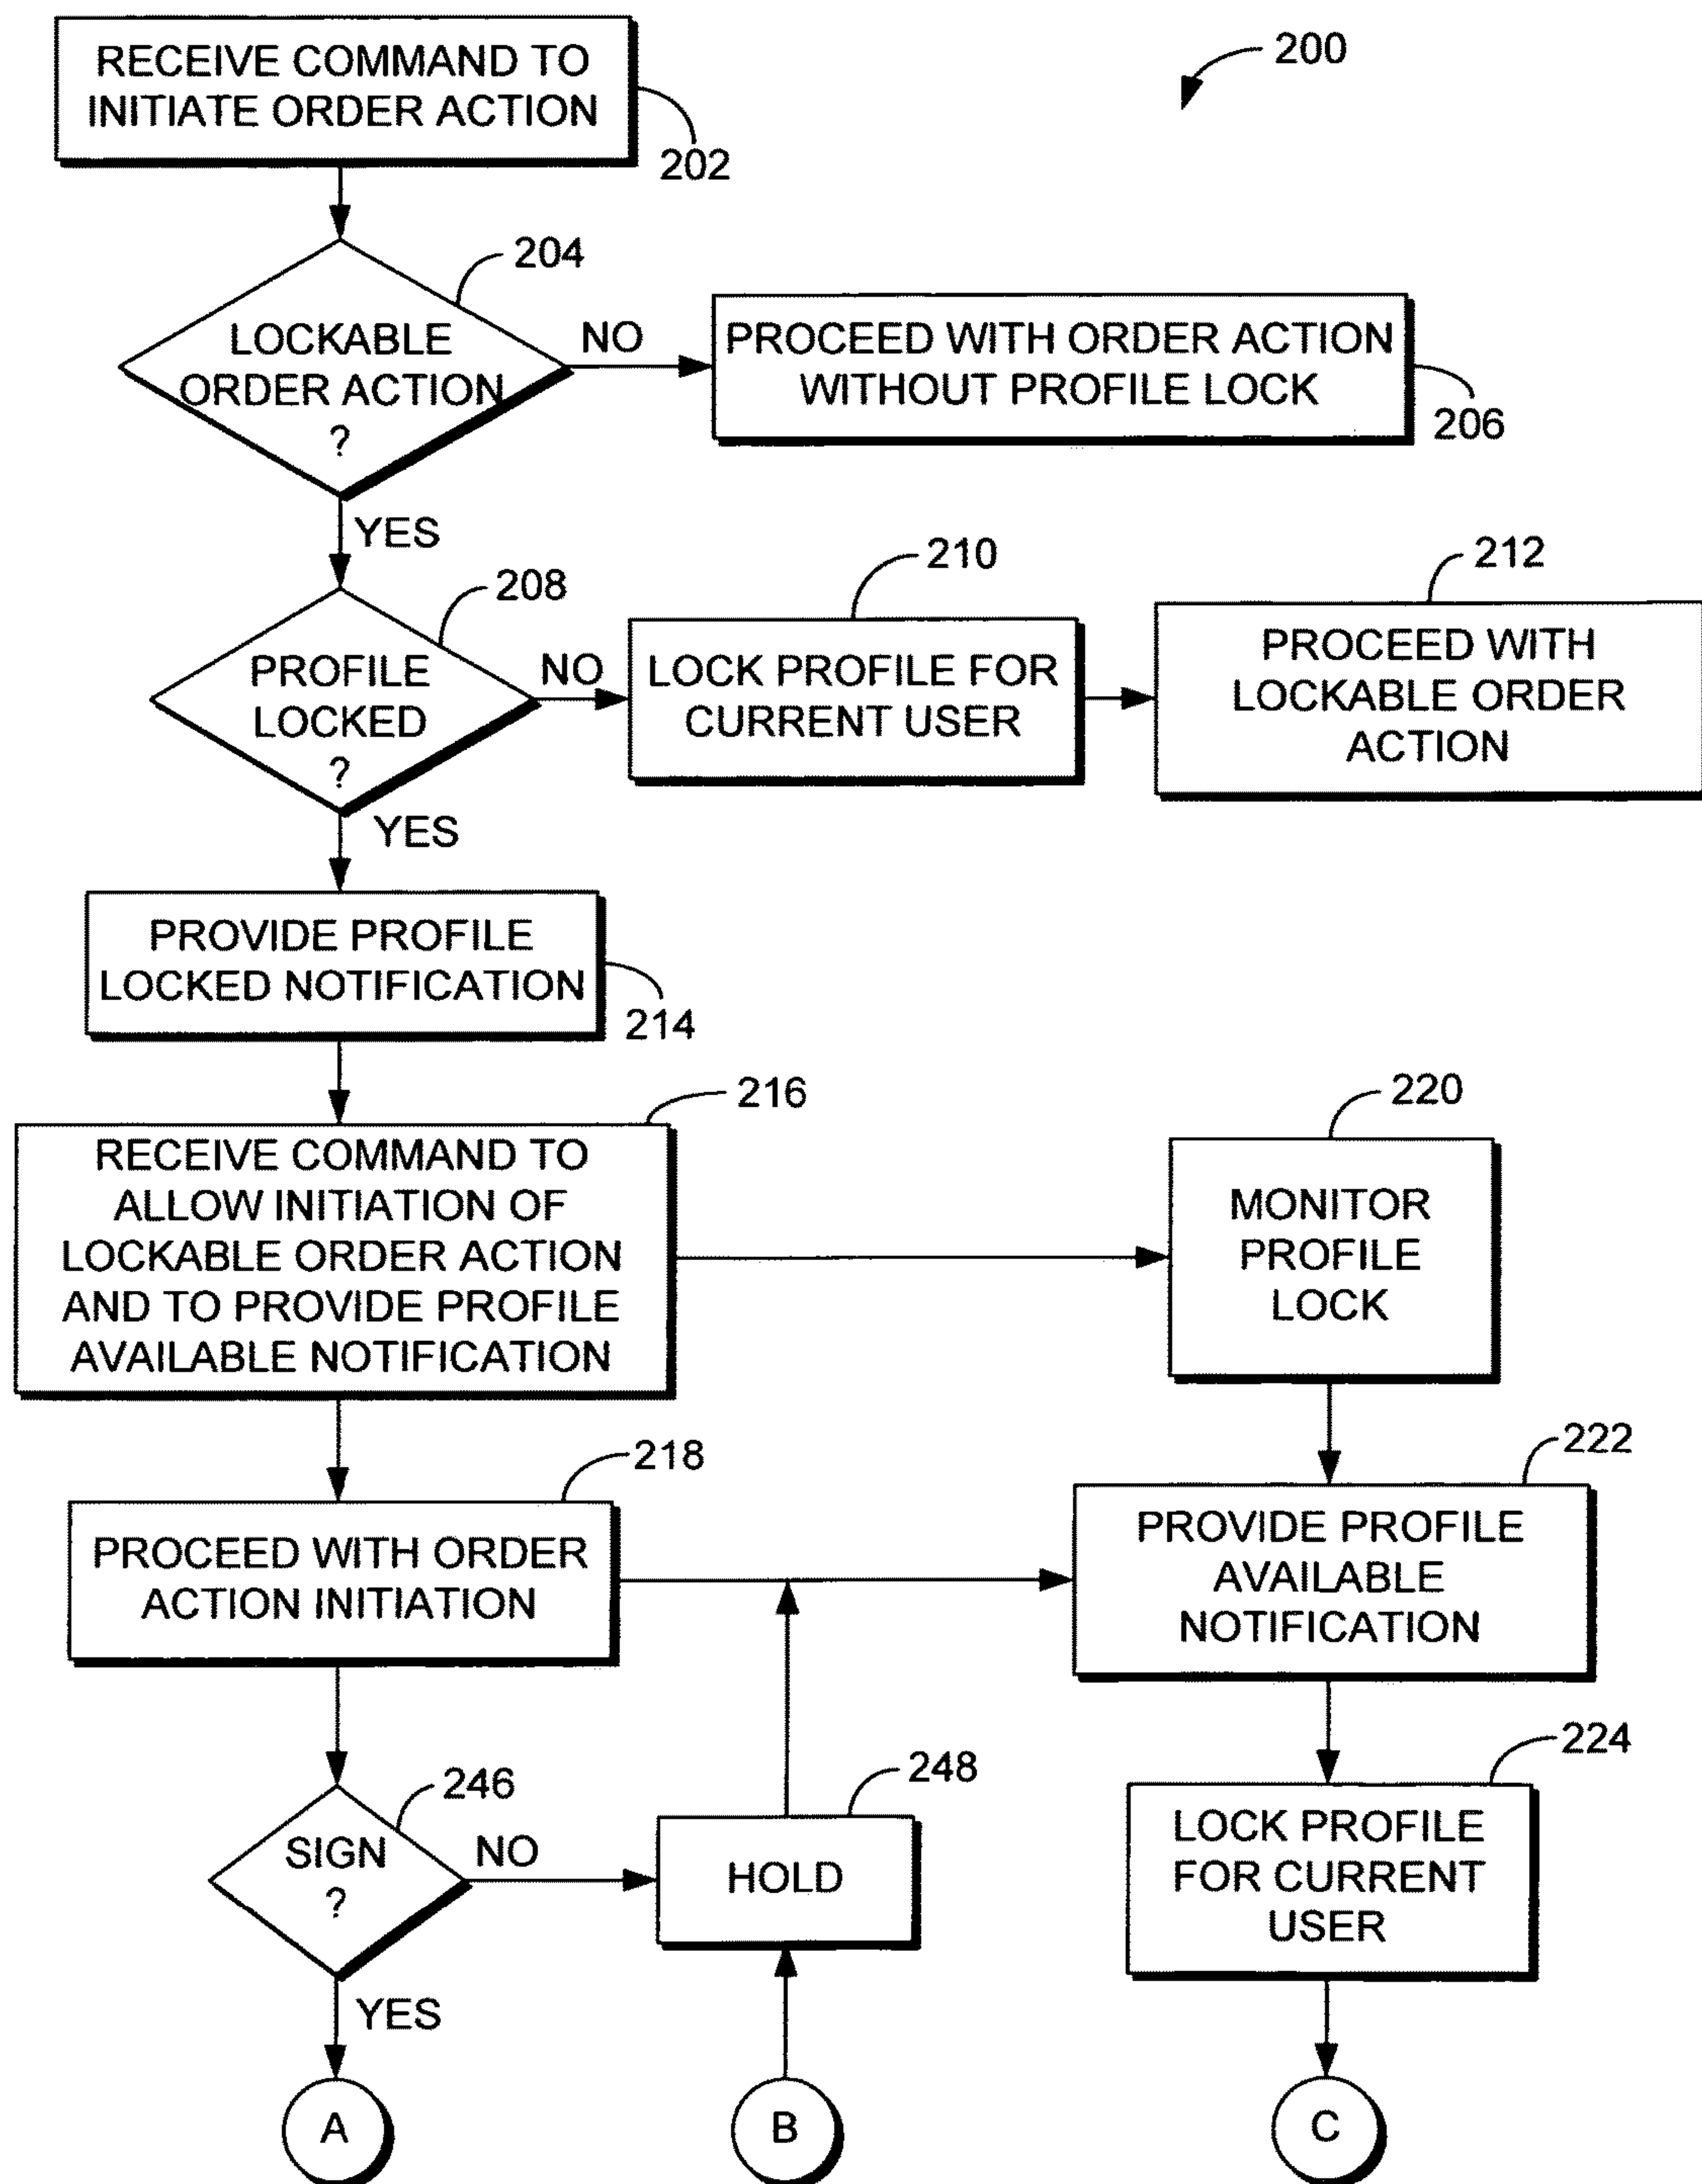 RECEIVE COMMAND TO
INITIATE ORDER ACTION
202
200
204
LOCKABLE
ORDER ACTION
?
NO
PROCEED WITH ORDER ACTION
WITHOUT PROFILE LOCK
206
YES
208
PROFILE
LOCKED
?
NO
210
LOCK PROFILE FOR
CURRENT USER
212
PROCEED WITH
LOCKABLE ORDER
ACTION
YES
PROVIDE PROFILE
LOCKED NOTIFICATION
214
216
RECEIVE COMMAND TO
ALLOW INITIATION OF
LOCKABLE ORDER ACTION
AND TO PROVIDE PROFILE
AVAILABLE NOTIFICATION
220
MONITOR
PROFILE
LOCK
218
PROCEED WITH ORDER
ACTION INITIATION
222
PROVIDE PROFILE
AVAILABLE
NOTIFICATION
246
SIGN
?
NO
248
HOLD
224
LOCK PROFILE
FOR CURRENT
USER
YES
A
B
C